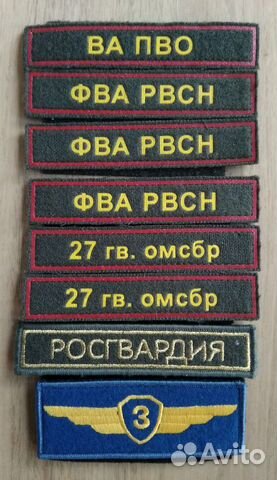 ВА ПВО
ФВА РВСН
ФВА РВСН
ФВА РВСН
27 гв. омсбр
27 гв. омсбр
РОСГВАРДИЯ
3
Avito